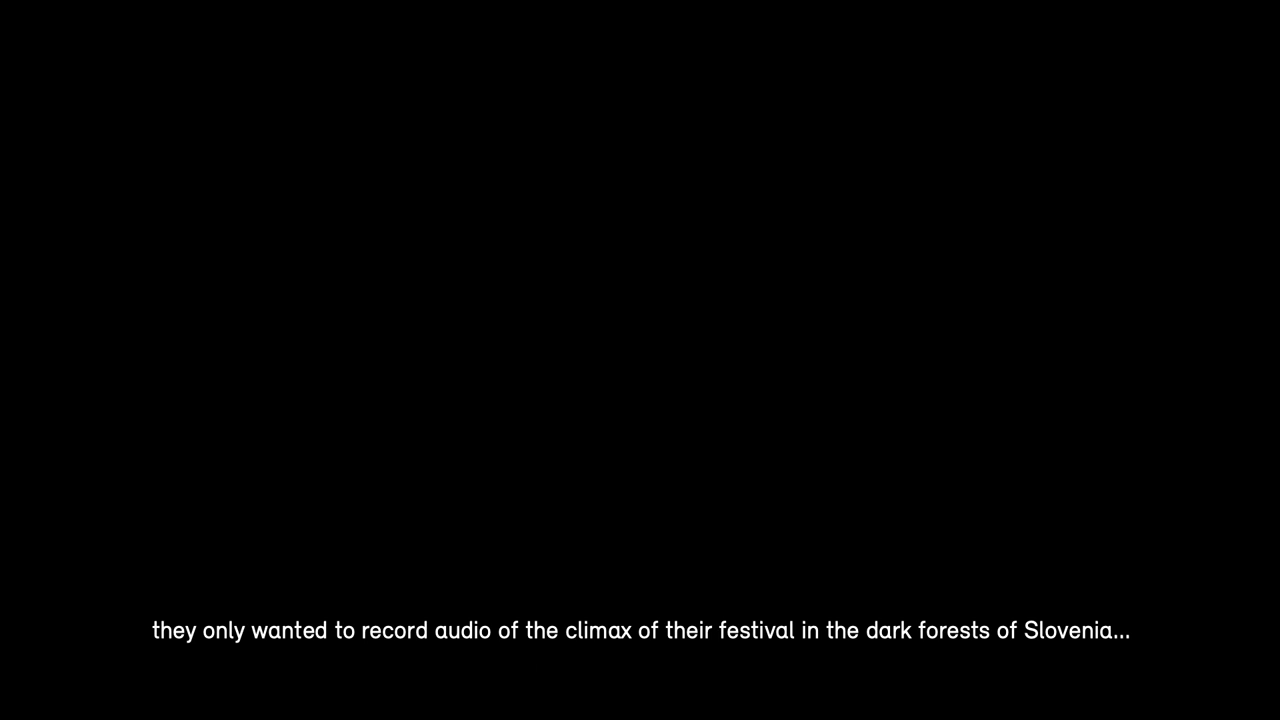 they only wanted to record audio of the climax of their festival in the dark forests of Slovenia...